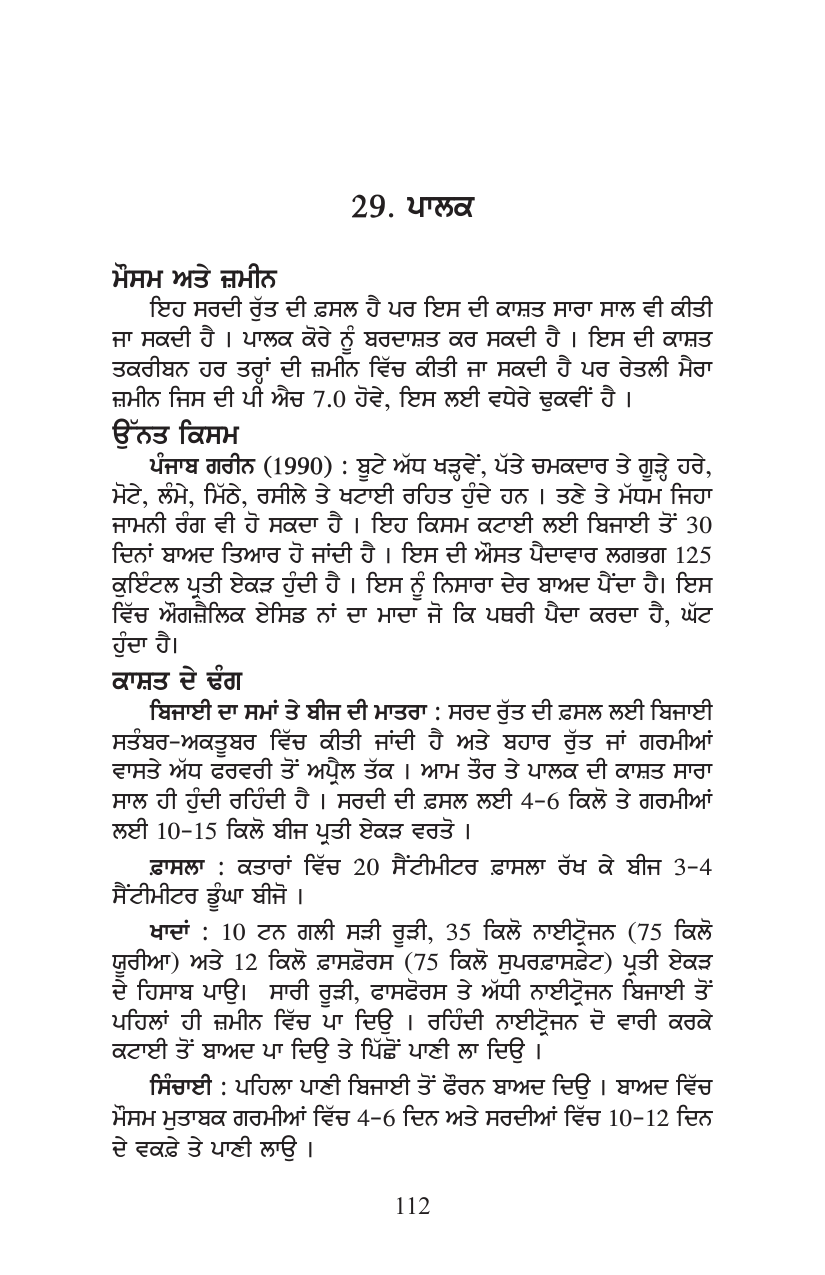 29. ਪਾਲਕ
ਮੌਸਮ ਅਤੇ ਜ਼ਮੀਨ
ਇਹ ਸਰਦੀ ਰੁੱਤ ਦੀ ਫ਼ਸਲ ਹੈ ਪਰ ਇਸ ਦੀ ਕਾਸ਼ਤ ਸਾਰਾ ਸਾਲ ਵੀ ਕੀਤੀ
ਜਾ ਸਕਦੀ ਹੈ । ਪਾਲਕ ਕੋਰੇ ਨੂੰ ਬਰਦਾਸ਼ਤ ਕਰ ਸਕਦੀ ਹੈ । ਇਸ ਦੀ ਕਾਸ਼ਤ
ਤਕਰੀਬਨ ਹਰ ਤਰ੍ਹਾਂ ਦੀ ਜ਼ਮੀਨ ਵਿੱਚ ਕੀਤੀ ਜਾ ਸਕਦੀ ਹੈ ਪਰ ਰੇਤਲੀ ਮੈਰਾ
ਜ਼ਮੀਨ ਜਿਸ ਦੀ ਪੀ ਐਚ 7.0 ਹੋਵੇ, ਇਸ ਲਈ ਵਧੇਰੇ ਢੁਕਵੀਂ ਹੈ ।
ਉੱਨਤ ਕਿਸਮ
ਪੰਜਾਬ ਗਰੀਨ (1990) : ਬੂਟੇ ਅੱਧ ਖੜ੍ਹਵੇਂ, ਪੱਤੇ ਚਮਕਦਾਰ ਤੇ ਗੂੜ੍ਹੇ ਹਰੇ,
ਮੋਟੇ, ਲੰਮੇ, ਮਿੱਠੇ, ਰਸੀਲੇ ਤੇ ਖਟਾਈ ਰਹਿਤ ਹੁੰਦੇ ਹਨ । ਤਣੇ ਤੇ ਮੱਧਮ ਜਿਹਾ
ਜਾਮਨੀ ਰੰਗ ਵੀ ਹੋ ਸਕਦਾ ਹੈ । ਇਹ ਕਿਸਮ ਕਟਾਈ ਲਈ ਬਿਜਾਈ ਤੋਂ 30
ਦਿਨਾਂ ਬਾਅਦ ਤਿਆਰ ਹੋ ਜਾਂਦੀ ਹੈ । ਇਸ ਦੀ ਔਸਤ ਪੈਦਾਵਾਰ ਲਗਭਗ 125
ਕੁਇੰਟਲ ਪ੍ਰਤੀ ਏਕੜ ਹੁੰਦੀ ਹੈ । ਇਸ ਨੂੰ ਨਿਸਾਰਾ ਦੇਰ ਬਾਅਦ ਪੈਂਦਾ ਹੈ। ਇਸ
ਵਿੱਚ ਔਗਜ਼ੈਲਿਕ ਏਸਿਡ ਨਾਂ ਦਾ ਮਾਦਾ ਜੋ ਕਿ ਪਥਰੀ ਪੈਦਾ ਕਰਦਾ ਹੈ, ਘੱਟ
ਹੁੰਦਾ ਹੈ।
ਕਾਸ਼ਤ ਦੇ ਢੰਗ
ਬਿਜਾਈ ਦਾ ਸਮਾਂ ਤੇ ਬੀਜ ਦੀ ਮਾਤਰਾ : ਸਰਦ ਰੁੱਤ ਦੀ ਫ਼ਸਲ ਲਈ ਬਿਜਾਈ
ਸਤੰਬਰ-ਅਕਤੂਬਰ ਵਿੱਚ ਕੀਤੀ ਜਾਂਦੀ ਹੈ ਅਤੇ ਬਹਾਰ ਰੁੱਤ ਜਾਂ ਗਰਮੀਆਂ
ਵਾਸਤੇ ਅੱਧ ਫਰਵਰੀ ਤੋਂ ਅਪ੍ਰੈਲ ਤੱਕ । ਆਮ ਤੌਰ ਤੇ ਪਾਲਕ ਦੀ ਕਾਸ਼ਤ ਸਾਰਾ
ਸਾਲ ਹੀ ਹੁੰਦੀ ਰਹਿੰਦੀ ਹੈ । ਸਰਦੀ ਦੀ ਫ਼ਸਲ ਲਈ 4-6 ਕਿਲੋ ਤੇ ਗਰਮੀਆਂ
ਲਈ 10-15 ਕਿਲੋ ਬੀਜ ਪ੍ਰਤੀ ਏਕੜ ਵਰਤੋ ।
ਫ਼ਾਸਲਾ : ਕਤਾਰਾਂ ਵਿੱਚ 20 ਸੈਂਟੀਮੀਟਰ ਫ਼ਾਸਲਾ ਰੱਖ ਕੇ ਬੀਜ 3-4
ਸੈਂਟੀਮੀਟਰ ਡੂੰਘਾ ਬੀਜੋ ।
ਖਾਦਾਂ : 10 ਟਨ ਗਲੀ ਸੜੀ ਰੂੜੀ, 35 ਕਿਲੋ ਨਾਈਟ੍ਰੋਜਨ (75 ਕਿਲੋ
ਯੂਰੀਆ) ਅਤੇ 12 ਕਿਲੋ ਫ਼ਾਸਫ਼ੋਰਸ (75 ਕਿਲੋ ਸੁਪਰਫ਼ਾਸਫ਼ੇਟ) ਪ੍ਰਤੀ ਏਕੜ
ਦੇ ਹਿਸਾਬ ਪਾਉ। ਸਾਰੀ ਰੂੜੀ, ਫਾਸਫੋਰਸ ਤੇ ਅੱਧੀ ਨਾਈਟ੍ਰੋਜਨ ਬਿਜਾਈ ਤੋਂ
ਪਹਿਲਾਂ ਹੀ ਜ਼ਮੀਨ ਵਿੱਚ ਪਾ ਦਿਉ । ਰਹਿੰਦੀ ਨਾਈਟ੍ਰੋਜਨ ਦੋ ਵਾਰੀ ਕਰਕੇ
ਕਟਾਈ ਤੋਂ ਬਾਅਦ ਪਾ ਦਿਉ ਤੇ ਪਿੱਛੋਂ ਪਾਣੀ ਲਾ ਦਿਉ ।
ਸਿੰਚਾਈ : ਪਹਿਲਾ ਪਾਣੀ ਬਿਜਾਈ ਤੋਂ ਫੌਰਨ ਬਾਅਦ ਦਿਉ । ਬਾਅਦ ਵਿੱਚ
ਮੌਸਮ ਮੁਤਾਬਕ ਗਰਮੀਆਂ ਵਿੱਚ 4-6 ਦਿਨ ਅਤੇ ਸਰਦੀਆਂ ਵਿੱਚ 10-12 ਦਿਨ
ਦੇ ਵਕਫ਼ੇ ਤੇ ਪਾਣੀ ਲਾਉ ।
112